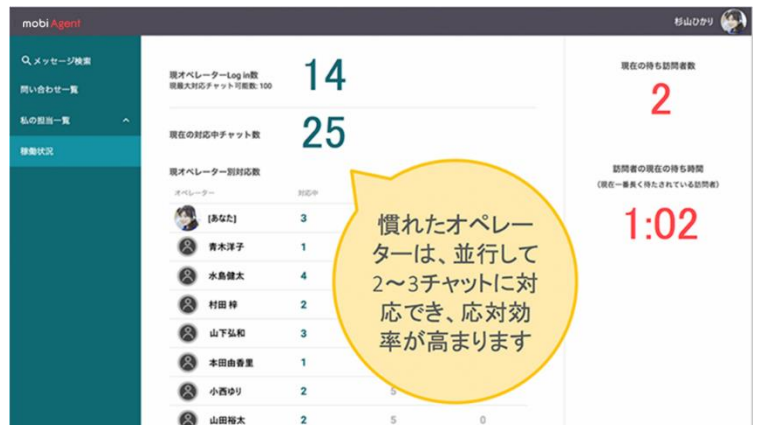 mobiAgent
杉山ひかり
メッセージ検索
問い合わせ一覧
私の担当一覧
稼働状況
現オペレーターLog in数
現最大対応チャット可能数: 100
14
現在の対応中チャット数
25
現オペレーター別対応数
オペレーター 対応中
[あなた] 3
青木洋子 1
水島健太 4
村田 梓 2
山下弘和 3
本田由香里 1
小西ゆり 2 5
山田裕太 2 5 0
慣れたオペレー
ターは、並行して
2～3チャットに対
応でき、応対効
率が高まります
現在の待ち訪問者数
2
訪問者の現在の待ち時間
(現在一番長く待たされている訪問者)
1:02